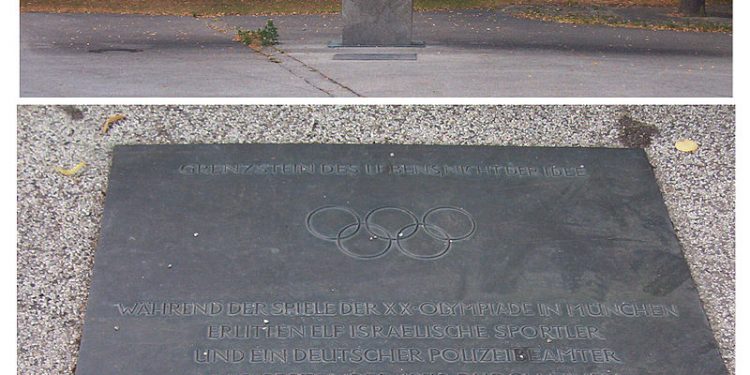 GRENZSTEIN DES LEBENS NICHT DER IDEE
WÄHREND DER SPIELE DER XX·OLYMPIADE IN MÜNCHEN
ERLITTEN ELF ISRAELISCHE SPORTLER
UND EIN DEUTSCHER POLIZEIBEAMTER